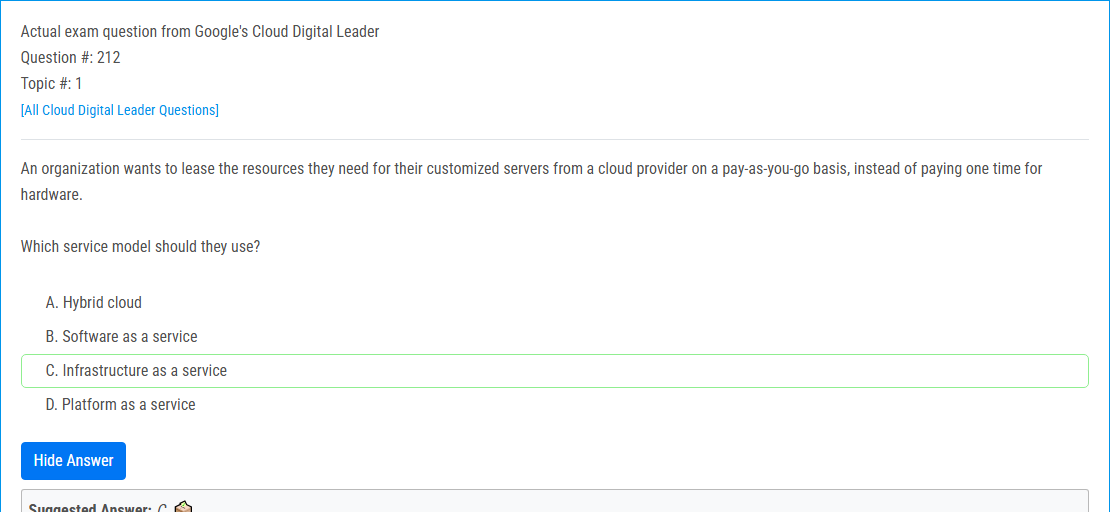 Actual exam question from Google's Cloud Digital Leader
Question #: 212
Topic #: 1
[All Cloud Digital Leader Questions]
An organization wants to lease the resources they need for their customized servers from a cloud provider on a pay-as-you-go basis, instead of paying one time for
hardware.
Which service model should they use?
A. Hybrid cloud
B. Software as a service
C. Infrastructure as a service
D. Platform as a service
Hide Answer
Suggested Answer: C